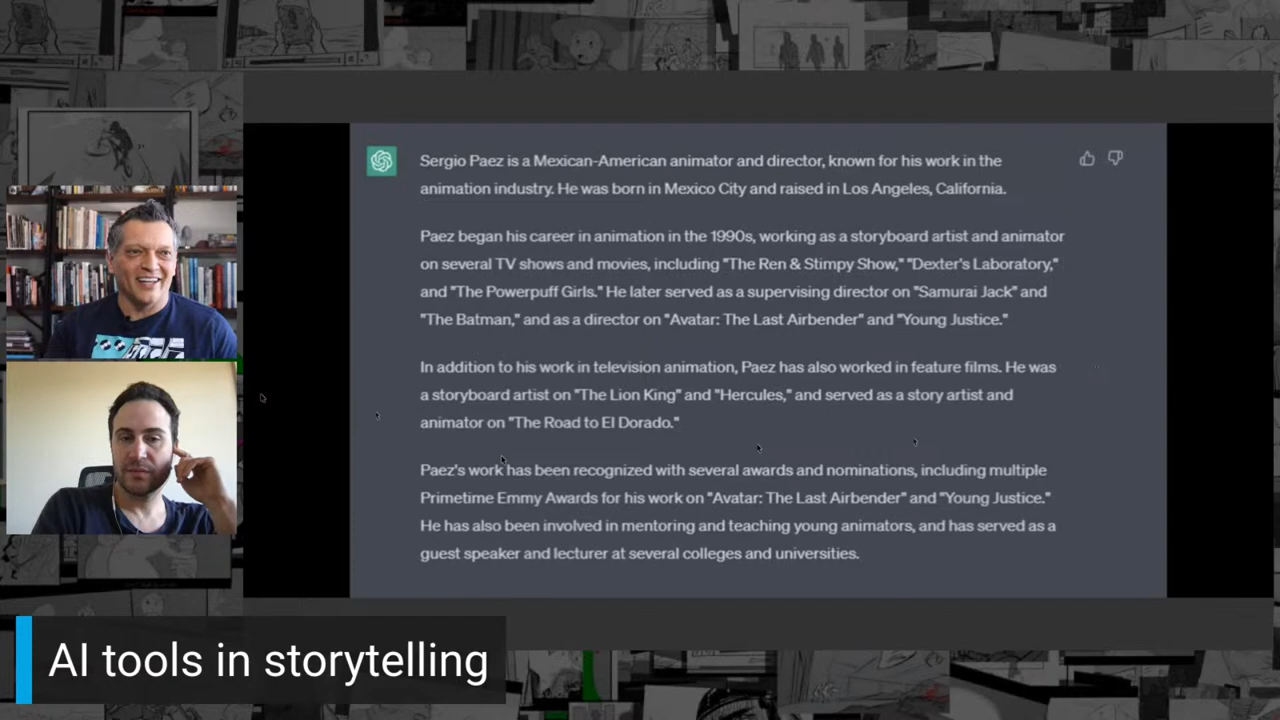 Sergio Paez is a Mexican-American animator and director, known for his work in the
animation industry. He was born in Mexico City and raised in Los Angeles, California.
Paez began his career in animation in the 1990s, working as a storyboard artist and animator
on several TV shows and movies, including "The Ren & Stimpy Show," "Dexter's Laboratory,"
and "The Powerpuff Girls." He later served as a supervising director on "Samurai Jack" and
"The Batman," and as a director on "Avatar: The Last Airbender" and "Young Justice."
In addition to his work in television animation, Paez has also worked in feature films. He was
a storyboard artist on "The Lion King" and "Hercules," and served as a story artist and
animator on "The Road to El Dorado."
Paez's work has been recognized with several awards and nominations, including multiple
Primetime Emmy Awards for his work on "Avatar: The Last Airbender" and "Young Justice."
He has also been involved in mentoring and teaching young animators, and has served as a
guest speaker and lecturer at several colleges and universities.
AI tools in storytelling